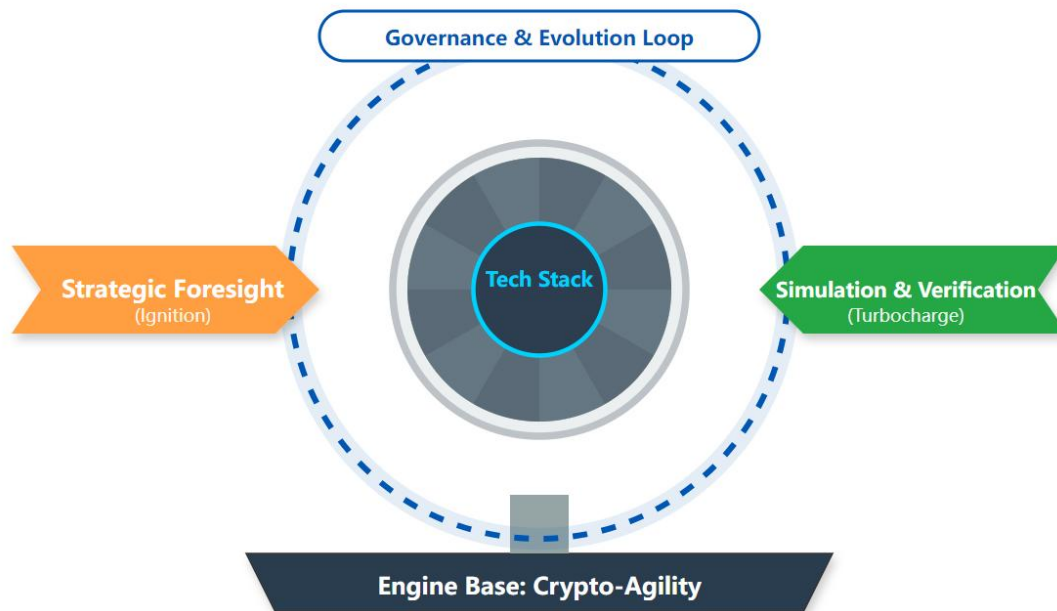 Governance & Evolution Loop
Tech Stack
Strategic Foresight
(Ignition)
Simulation & Verification
(Turbocharge)
Engine Base: Crypto-Agility